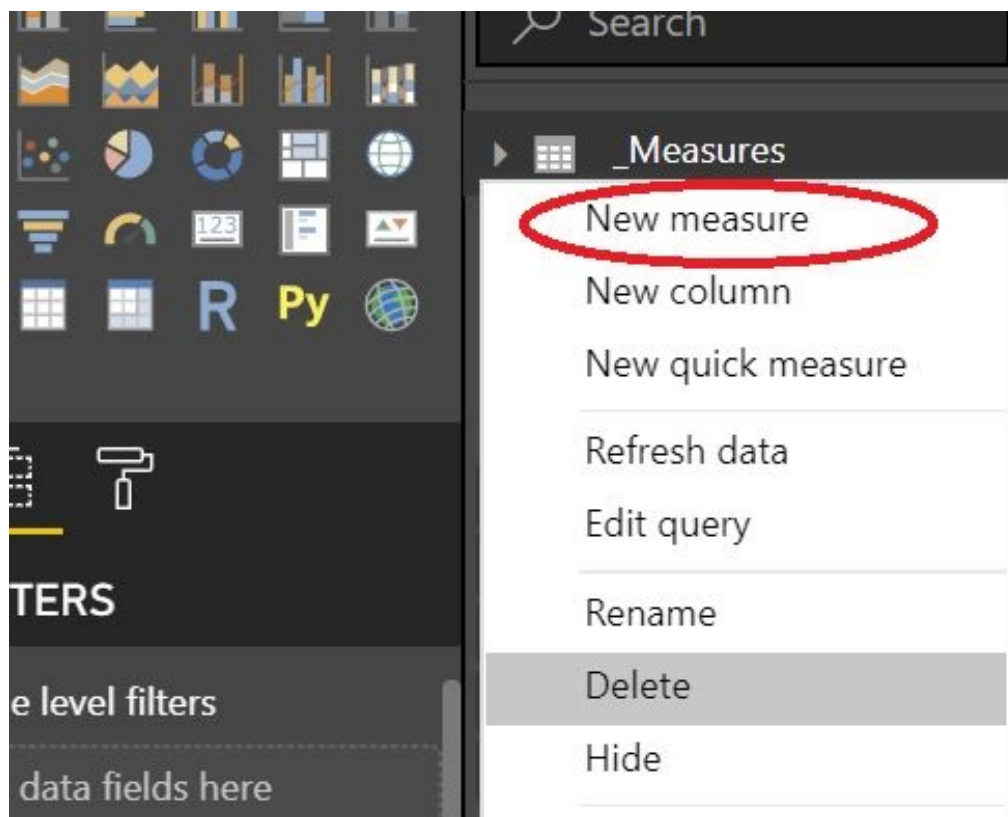 Search
_Measures
New measure
New column
New quick measure
123
R Py
Refresh data
Edit query
TERS
Rename
e level filters
Delete
data fields here
Hide